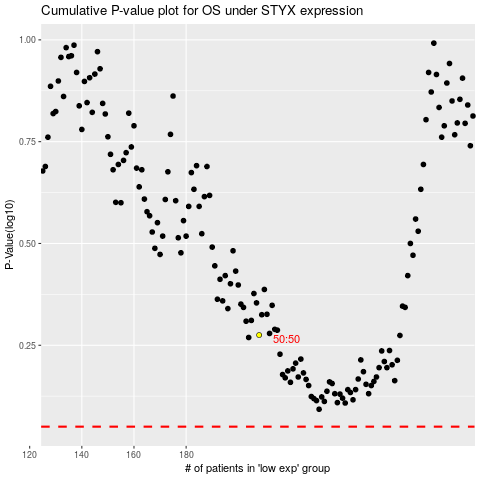 Cumulative P-value plot for OS under STYX expression
1.00
0.75
0.50
0.25
P-Value(log10)
50:50
120 140 160 180
# of patients in 'low exp' group